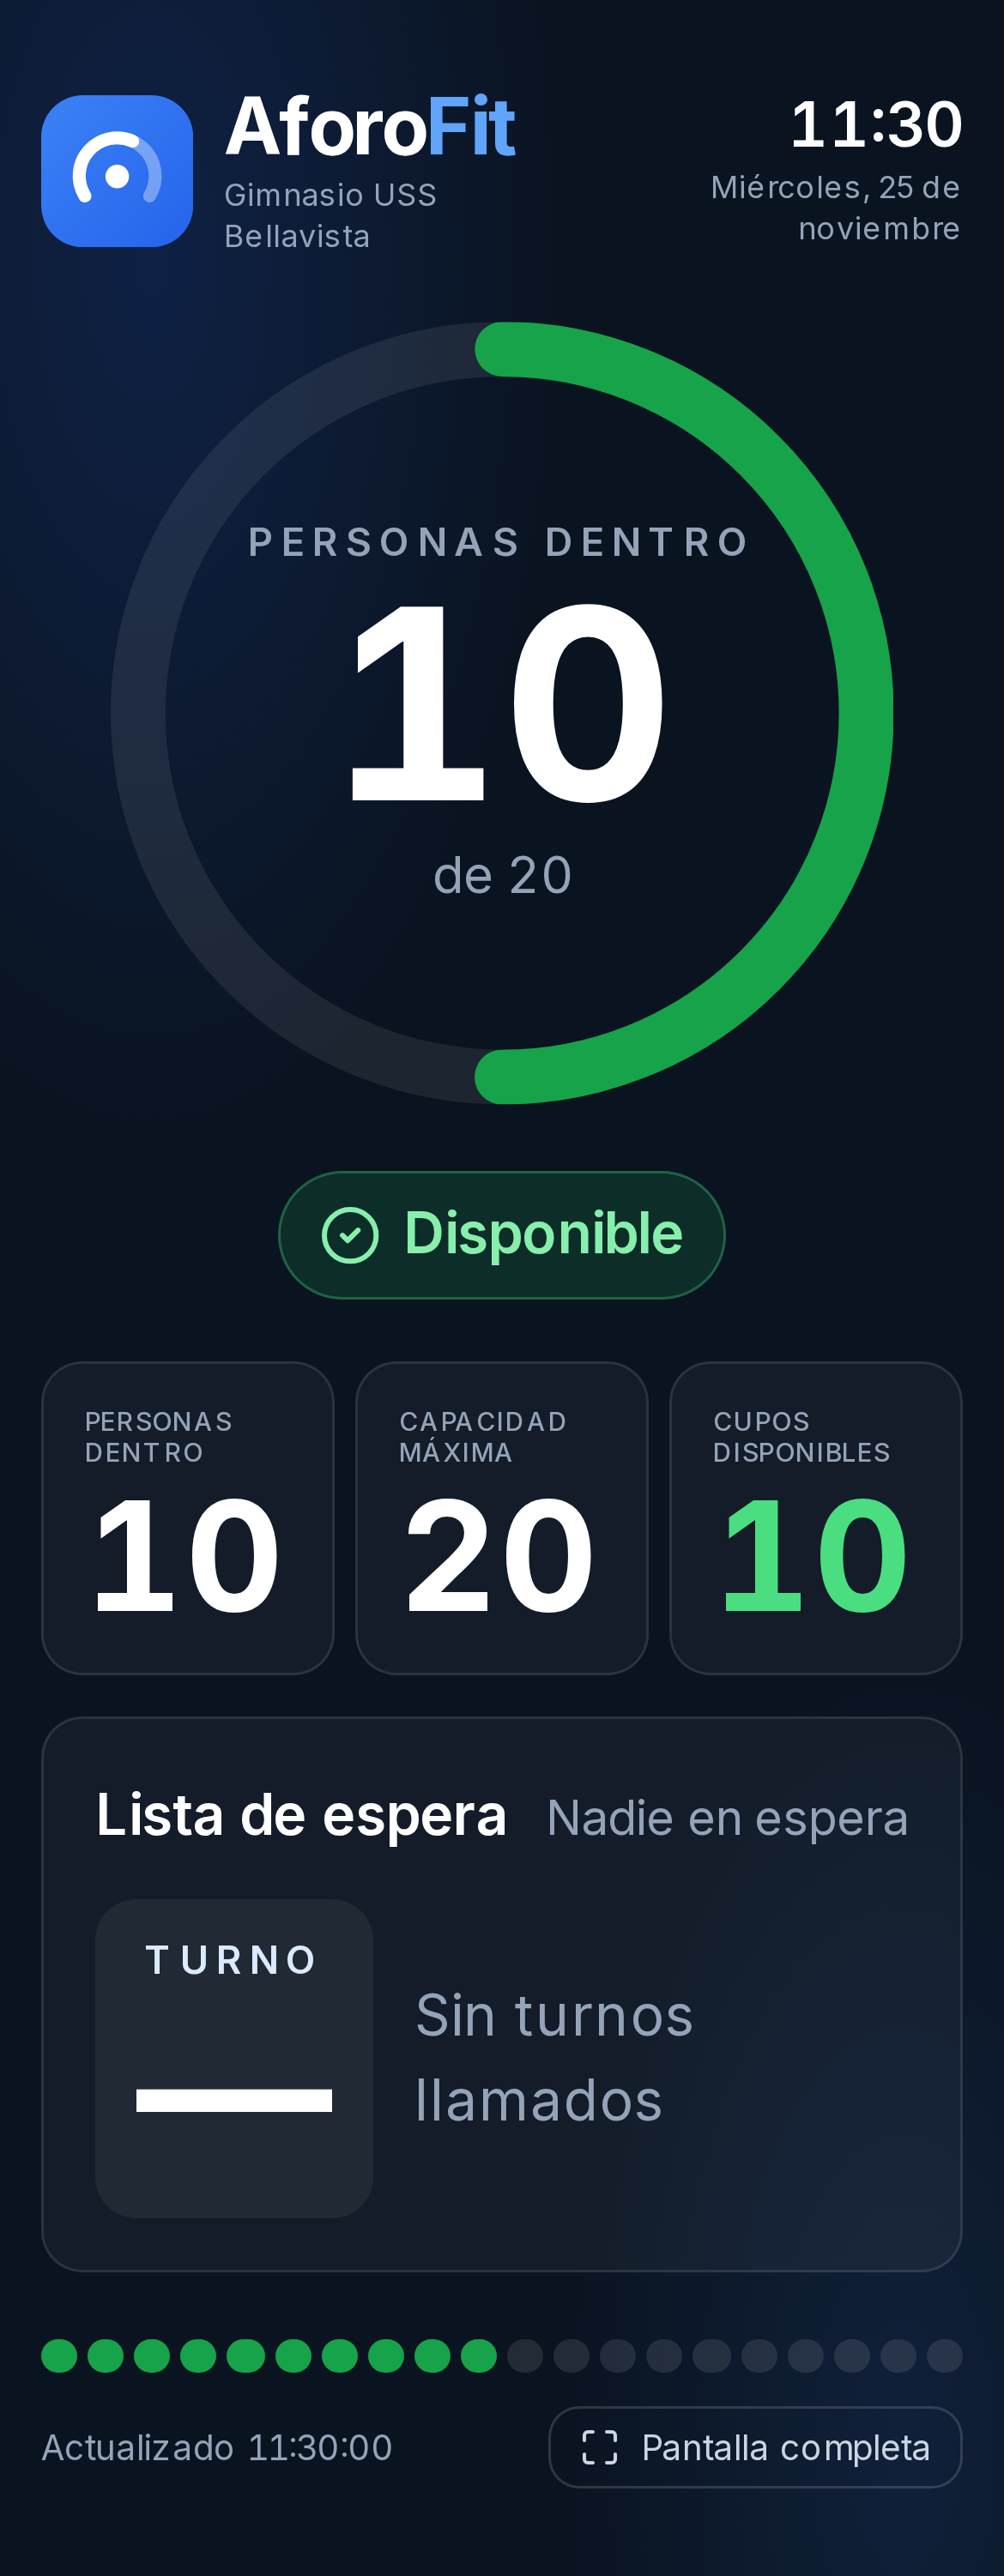 AforoFit
Gimnasio USS
Bellavista
11:30
Miércoles, 25 de
noviembre
PERSONAS DENTRO
10
de 20
Disponible
PERSONAS
DENTRO
10
CAPACIDAD
MÁXIMA
20
CUPOS
DISPONIBLES
10
Lista de espera
Nadie en espera
TURNO
—
Sin turnos
llamados
Actualizado 11:30:00
Pantalla completa